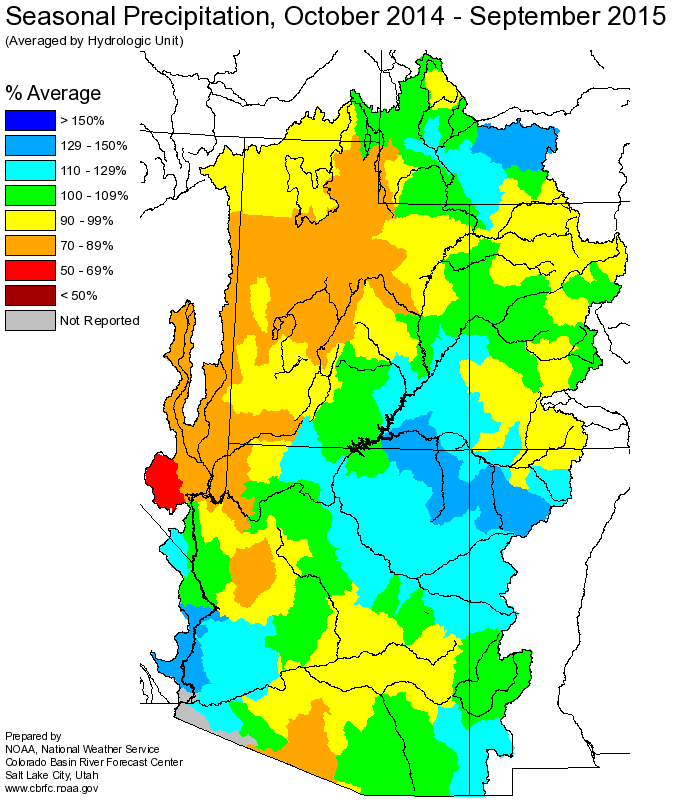 Seasonal Precipitation, October 2014 - September 2015
(Averaged by Hydrologic Unit)
% Average
> 150%
129 - 150%
110 - 129%
100 - 109%
90 - 99%
70 - 89%
50 - 69%
< 50%
Not Reported
Prepared by
NOAA, National Weather Service
Colorado Basin River Forecast Center
Salt Lake City, Utah
www.cbrfc.noaa.gov